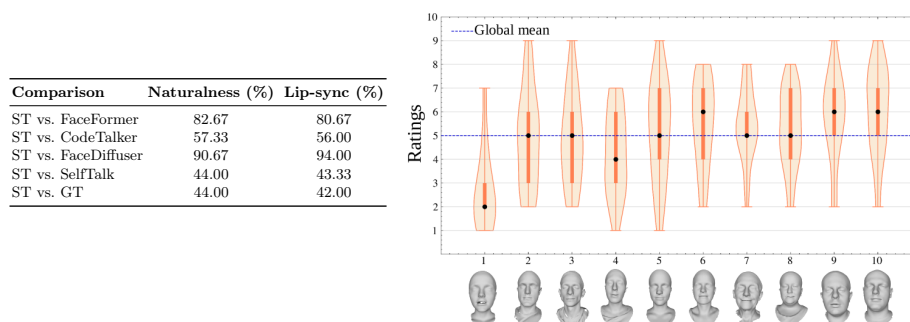 Comparison Naturalness (%) Lip-sync (%)
ST vs. FaceFormer 82.67 80.67
ST vs. CodeTalker 57.33 56.00
ST vs. FaceDiffuser 90.67 94.00
ST vs. SelfTalk 44.00 43.33
ST vs. GT 44.00 42.00
Ratings
10
9
8
7
6
5
4
3
2
1
Global mean
1 2 3 4 5 6 7 8 9 10